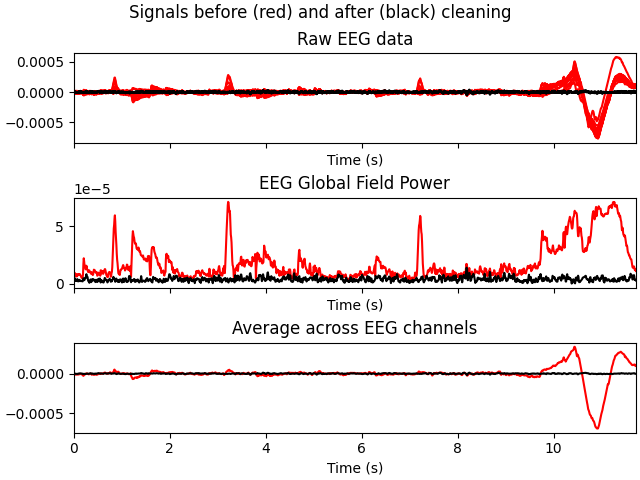 Signals before (red) and after (black) cleaning
Raw EEG data
0.0005
0.0000
−0.0005
Time (s)
EEG Global Field Power
1e−5
5
0
Time (s)
Average across EEG channels
0.0000
−0.0005
0 2 4 6 8 10
Time (s)